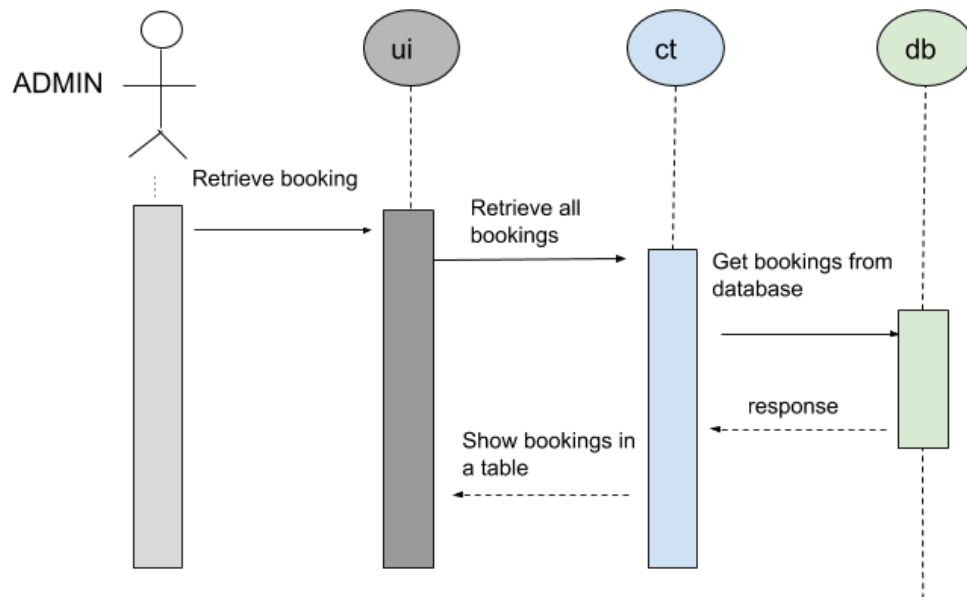 ui
ct
db
ADMIN
Retrieve booking
Retrieve all
bookings
Get bookings from
database
response
Show bookings in
a table